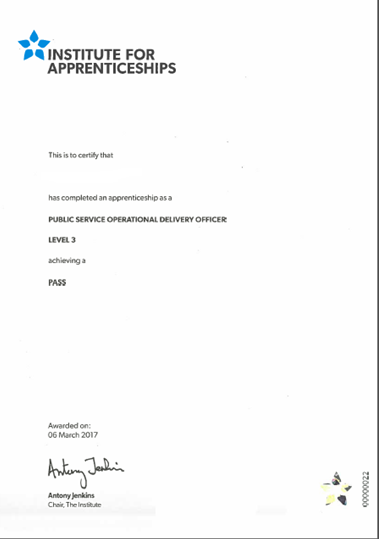 INSTITUTE FOR
APPRENTICESHIPS
This is to certify that
has completed an apprenticeship as a
PUBLIC SERVICE OPERATIONAL DELIVERY OFFICER
LEVEL 3
achieving a
PASS
Awarded on:
06 March 2017
Antony Jenkins
Antony Jenkins
Chair, The Institute
00000022